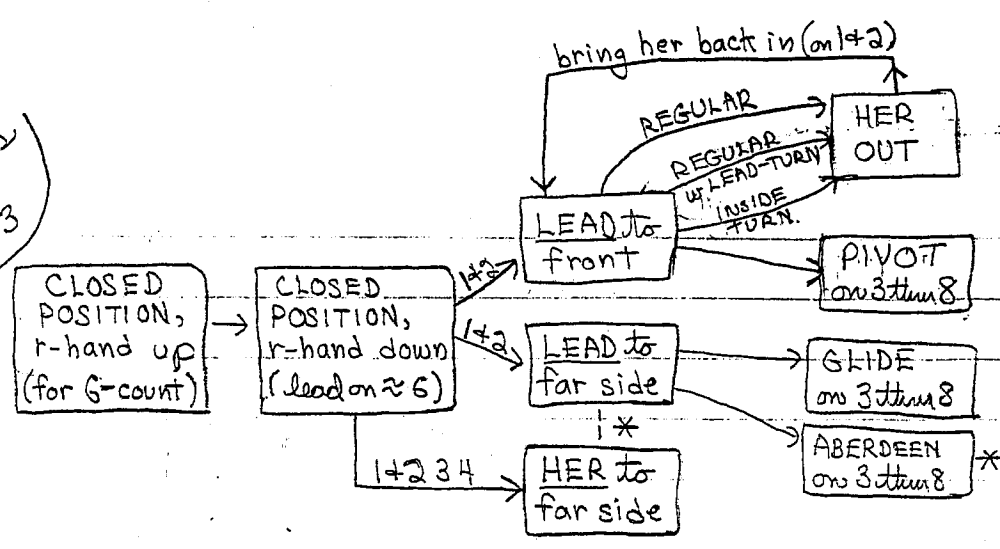 bring her back in (on 1&2)
REGULAR
HER
OUT
REGULAR
w/ LEAD-TURN
INSIDE
TURN.
LEAD to
front
PIVOT
on 3 thru 8
2
3
CLOSED
POSITION,
r-hand up
(for 6-count)
CLOSED
POSITION,
r-hand down
(lead on ≈ 6)
1&2
1&2
LEAD to
far side
GLIDE
on 3 thru 8
*
ABERDEEN
on 3 thru 8
*
1&2 3 4
HER to
far side